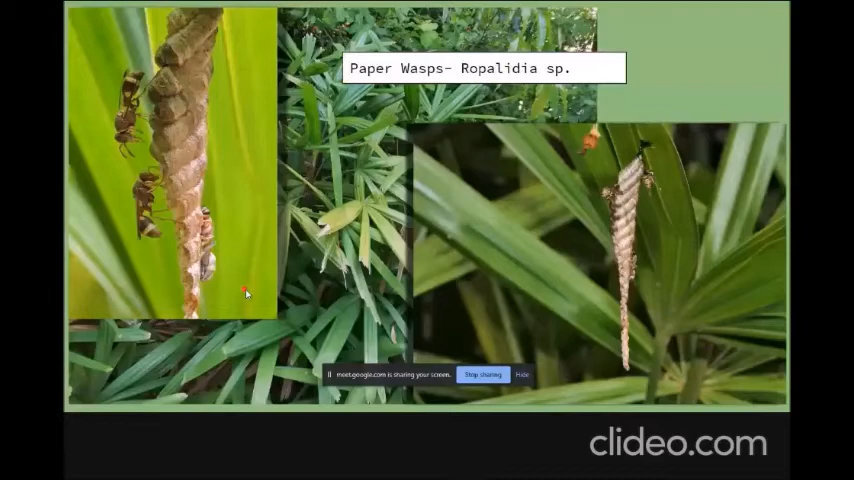 Paper Wasps- Ropalidia sp.
meet.google.com is sharing your screen.
Stop sharing
Hide
clideo.com